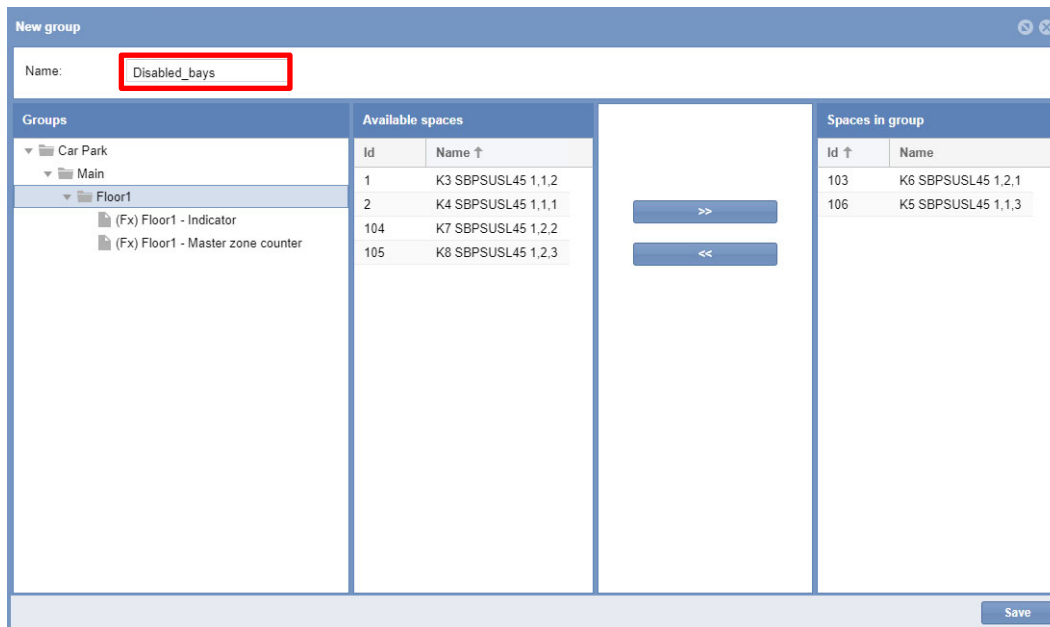 New group
Name: Disabled_bays
Groups
Car Park
Main
Floor1
(Fx) Floor1 - Indicator
(Fx) Floor1 - Master zone counter
Available spaces
Id Name ↑
1 K3 SBPSUSL45 1,1,2
2 K4 SBPSUSL45 1,1,1
104 K7 SBPSUSL45 1,2,2
105 K8 SBPSUSL45 1,2,3
>>
<<
Spaces in group
Id ↑ Name
103 K6 SBPSUSL45 1,2,1
106 K5 SBPSUSL45 1,1,3
Save